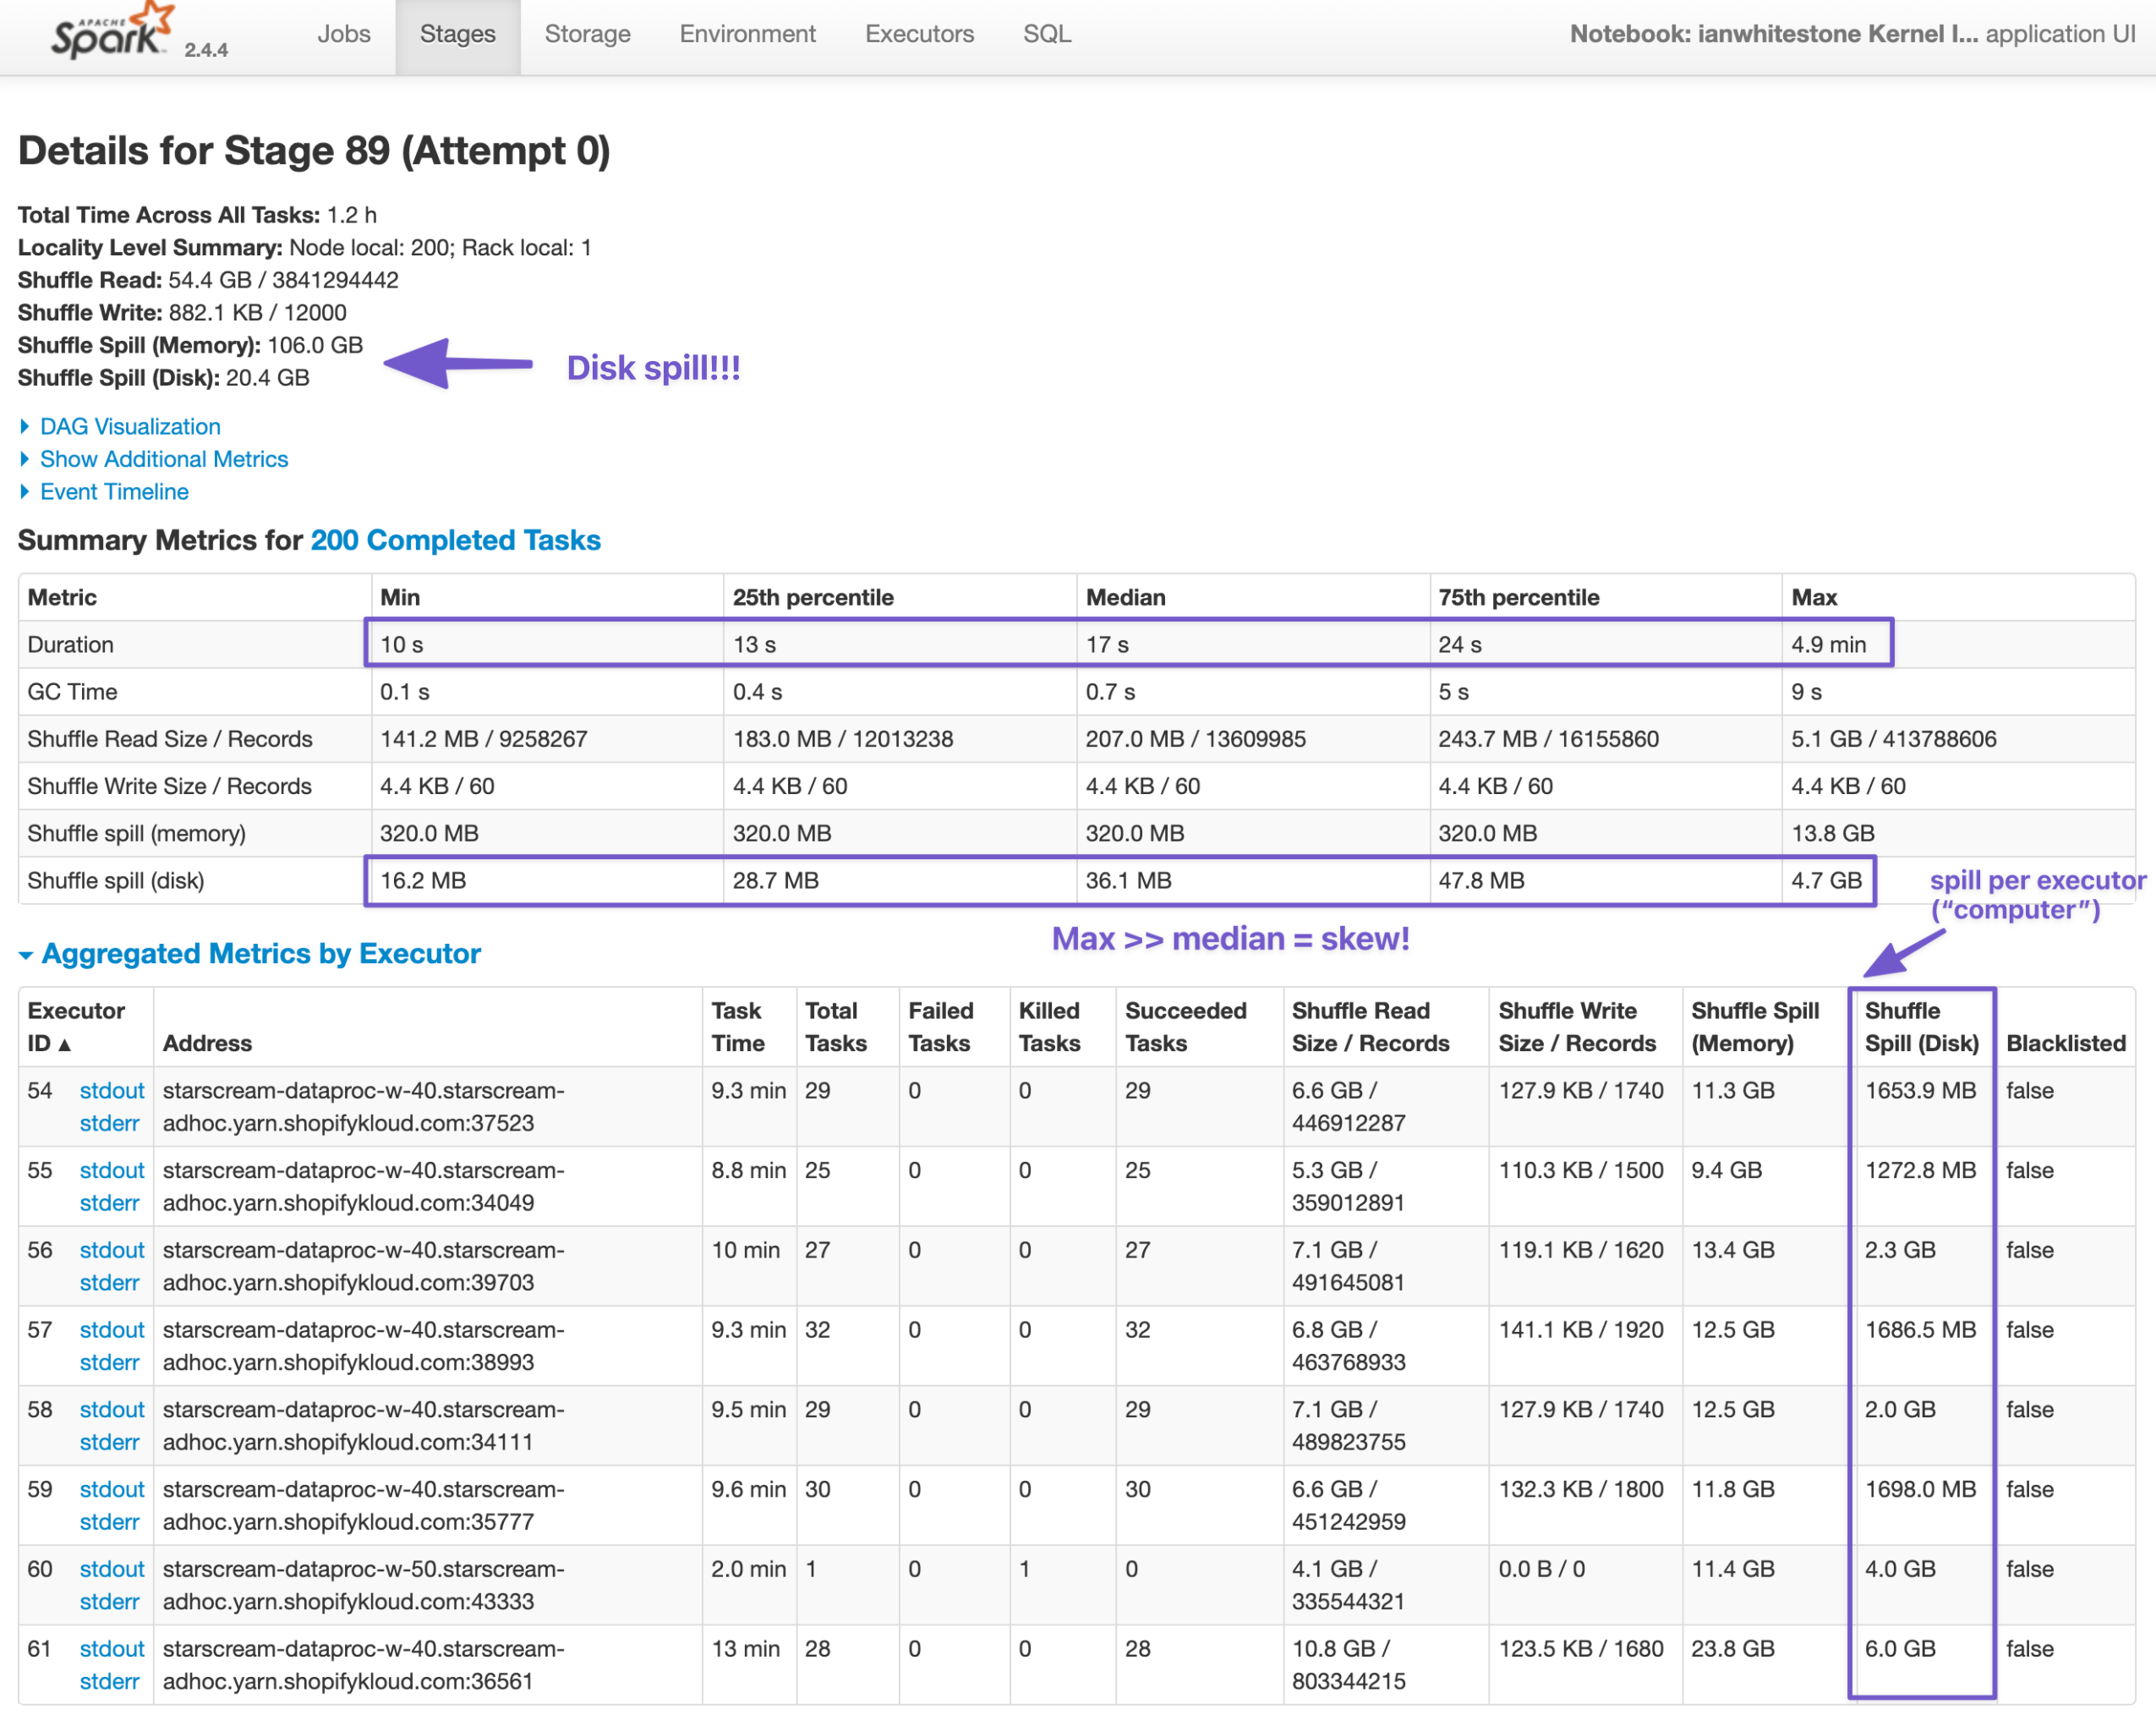 APACHE Spark 2.4.4 Jobs Stages Storage Environment Executors SQL Notebook: ianwhitestone Kernel I... application UI
Details for Stage 89 (Attempt 0)
Total Time Across All Tasks: 1.2 h
Locality Level Summary: Node local: 200; Rack local: 1
Shuffle Read: 54.4 GB / 3841294442
Shuffle Write: 882.1 KB / 12000
Shuffle Spill (Memory): 106.0 GB
Disk spill!!!
Shuffle Spill (Disk): 20.4 GB
DAG Visualization
Show Additional Metrics
Event Timeline
Summary Metrics for 200 Completed Tasks
Metric Min 25th percentile Median 75th percentile Max
Duration 10 s 13 s 17 s 24 s 4.9 min
GC Time 0.1 s 0.4 s 0.7 s 5 s 9 s
Shuffle Read Size / Records 141.2 MB / 9258267 183.0 MB / 12013238 207.0 MB / 13609985 243.7 MB / 16155860 5.1 GB / 413788606
Shuffle Write Size / Records 4.4 KB / 60 4.4 KB / 60 4.4 KB / 60 4.4 KB / 60 4.4 KB / 60
Shuffle spill (memory) 320.0 MB 320.0 MB 320.0 MB 320.0 MB 13.8 GB
Shuffle spill (disk) 16.2 MB 28.7 MB 36.1 MB 47.8 MB 4.7 GB
spill per executor
("computer")
Max >> median = skew!
Aggregated Metrics by Executor
Executor Task Total Failed Killed Succeeded Shuffle Read Shuffle Write Shuffle Spill Shuffle
ID ▲ Address Time Tasks Tasks Tasks Tasks Size / Records Size / Records (Memory) Spill (Disk) Blacklisted
54 stdout starscream-dataproc-w-40.starscream- 9.3 min 29 0 0 29 6.6 GB / 127.9 KB / 1740 11.3 GB 1653.9 MB false
stderr adhoc.yarn.shopifykloud.com:37523 446912287
55 stdout starscream-dataproc-w-40.starscream- 8.8 min 25 0 0 25 5.3 GB / 110.3 KB / 1500 9.4 GB 1272.8 MB false
stderr adhoc.yarn.shopifykloud.com:34049 359012891
56 stdout starscream-dataproc-w-40.starscream- 10 min 27 0 0 27 7.1 GB / 119.1 KB / 1620 13.4 GB 2.3 GB false
stderr adhoc.yarn.shopifykloud.com:39703 491645081
57 stdout starscream-dataproc-w-40.starscream- 9.3 min 32 0 0 32 6.8 GB / 141.1 KB / 1920 12.5 GB 1686.5 MB false
stderr adhoc.yarn.shopifykloud.com:38993 463768933
58 stdout starscream-dataproc-w-40.starscream- 9.5 min 29 0 0 29 7.1 GB / 127.9 KB / 1740 12.5 GB 2.0 GB false
stderr adhoc.yarn.shopifykloud.com:34111 489823755
59 stdout starscream-dataproc-w-40.starscream- 9.6 min 30 0 0 30 6.6 GB / 132.3 KB / 1800 11.8 GB 1698.0 MB false
stderr adhoc.yarn.shopifykloud.com:35777 451242959
60 stdout starscream-dataproc-w-50.starscream- 2.0 min 1 0 1 0 4.1 GB / 0.0 B / 0 11.4 GB 4.0 GB false
stderr adhoc.yarn.shopifykloud.com:43333 335544321
61 stdout starscream-dataproc-w-40.starscream- 13 min 28 0 0 28 10.8 GB / 123.5 KB / 1680 23.8 GB 6.0 GB false
stderr adhoc.yarn.shopifykloud.com:36561 803344215